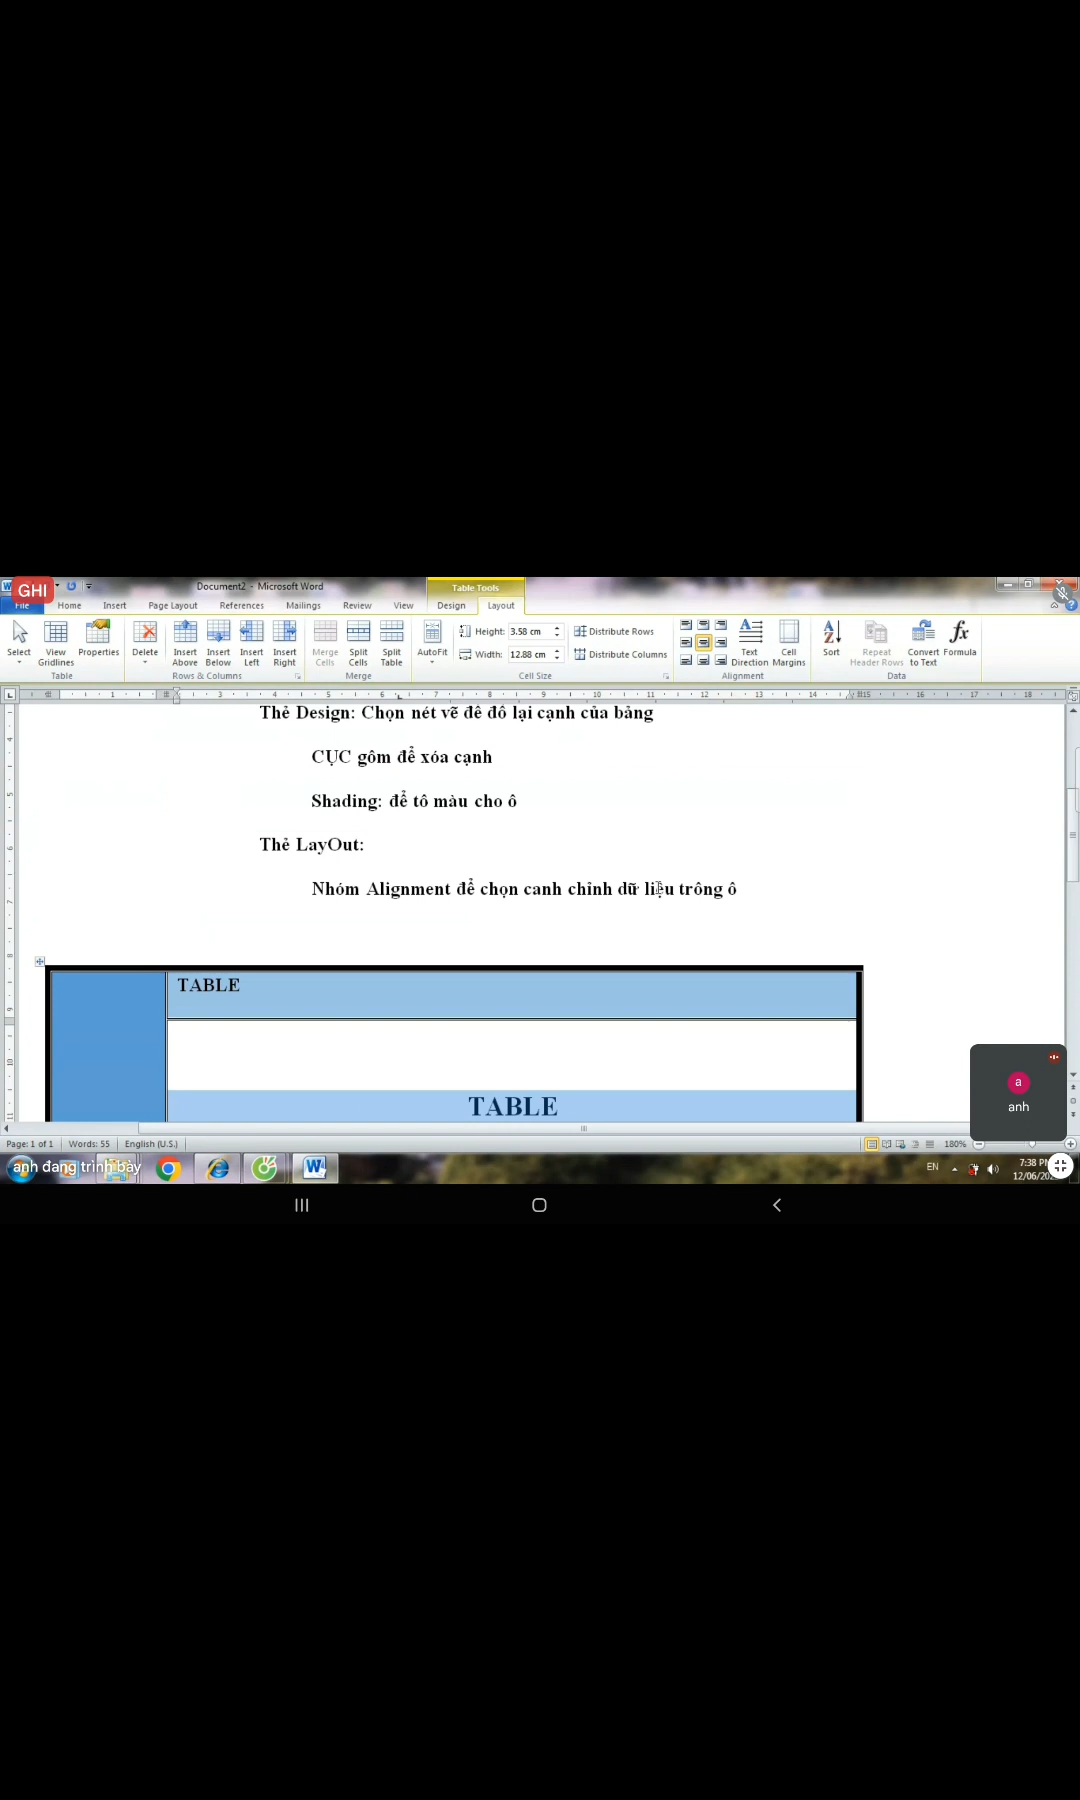 GHI
Document2 - Microsoft Word
Table Tools
File Home Insert Page Layout References Mailings Review View Design Layout
Select
View Gridlines
Properties
Table
Delete
Insert Above
Insert Below
Insert Left
Insert Right
Rows & Columns
Merge Cells
Split Cells
Split Table
Merge
AutoFit
Height: 3.58 cm
Width: 12.88 cm
Distribute Rows
Distribute Columns
Cell Size
Text Direction
Cell Margins
Alignment
Sort
Repeat Header Rows
Convert to Text
Formula
Data
Thẻ Design: Chọn nét vẽ đê đô lại cạnh của bảng
CỤC gôm để xóa cạnh
Shading: để tô màu cho ô
Thẻ LayOut:
Nhóm Alignment để chọn canh chỉnh dữ liệu trông ô
TABLE
TABLE
a
anh
Page: 1 of 1 Words: 55 English (U.S.) 180%
anh đang trình bày
EN
7:38
12/06/20